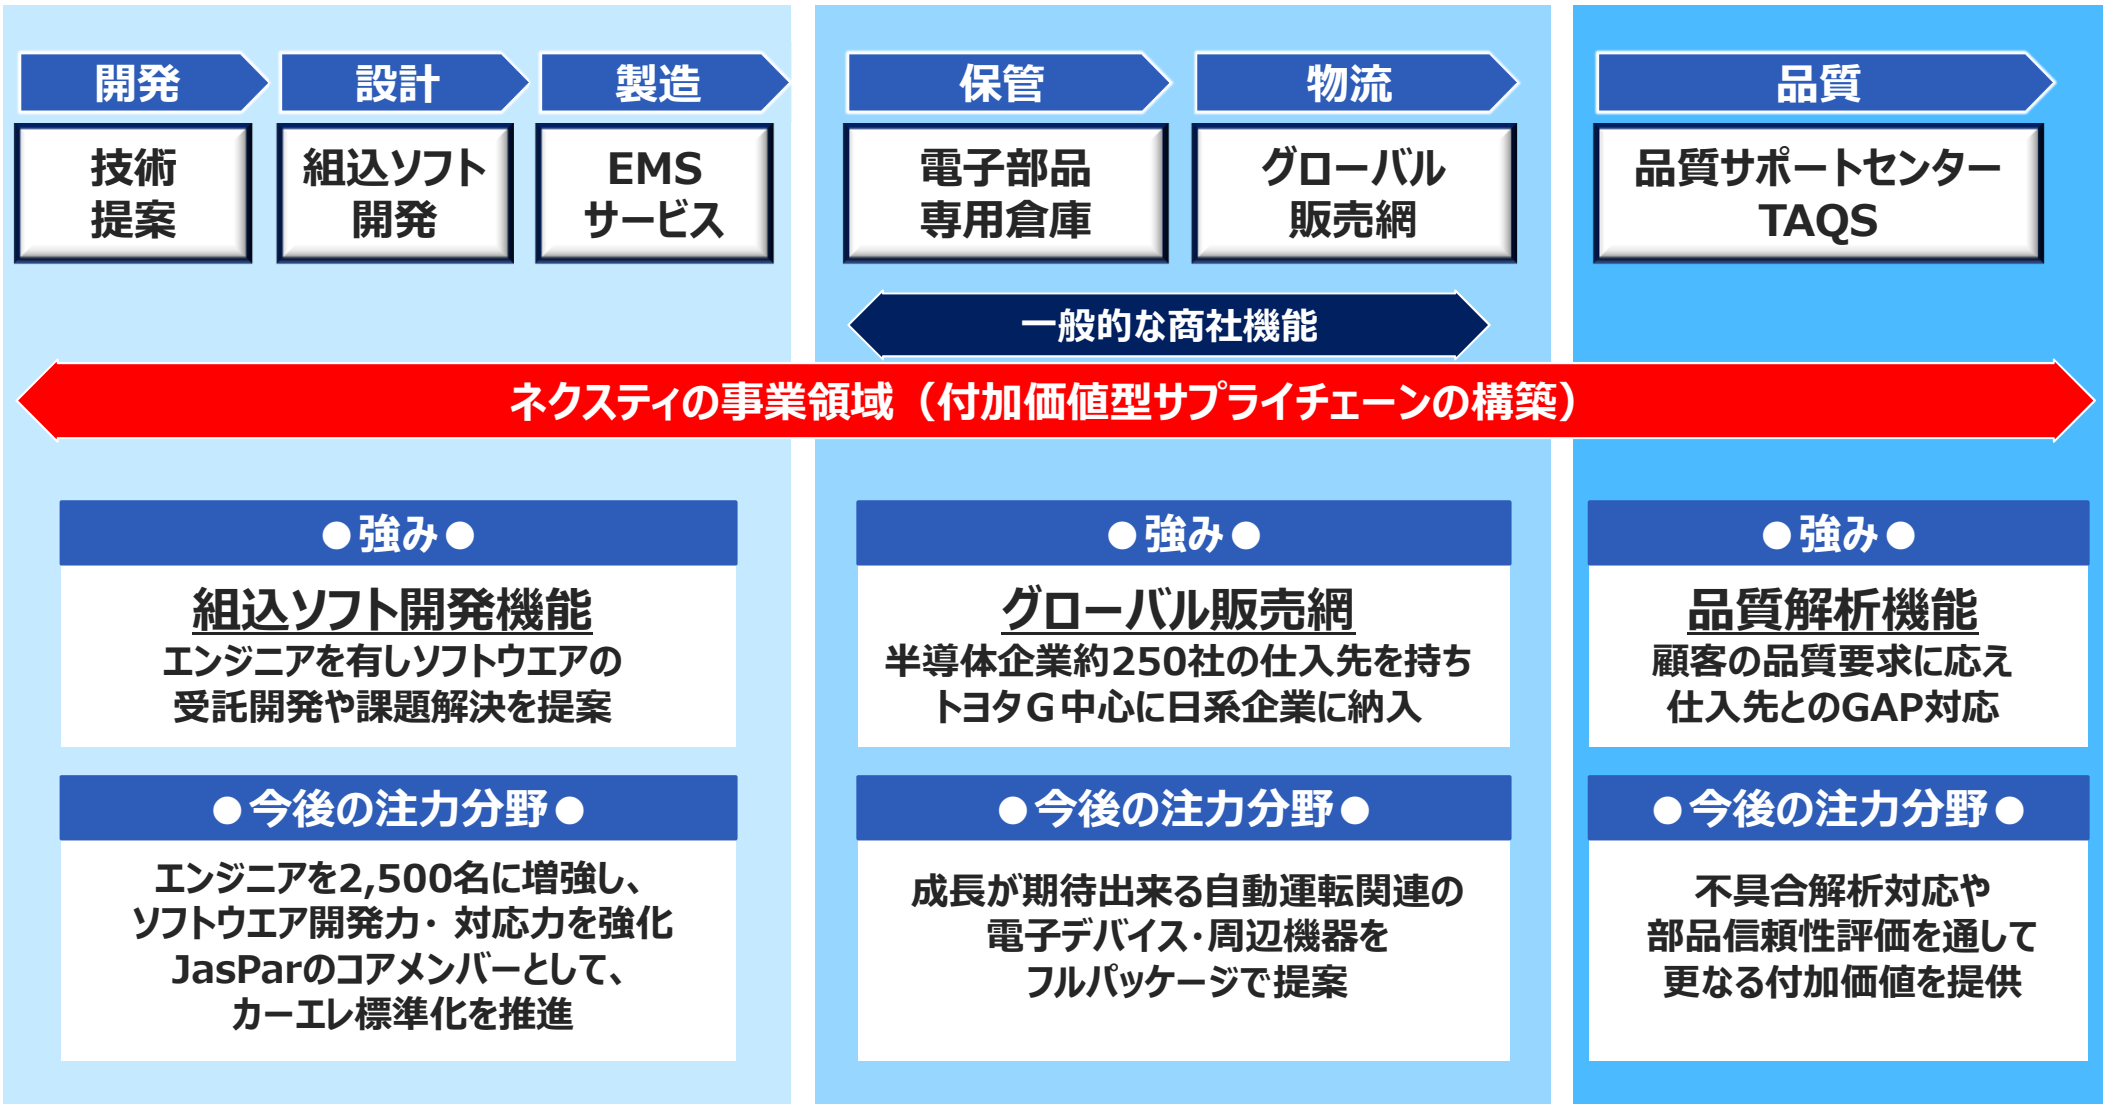 開発
設計
製造
保管
物流
品質
技術
提案
組込ソフト
開発
EMS
サービス
電子部品
専用倉庫
グローバル
販売網
品質サポートセンター
TAQS
一般的な商社機能
ネクスティの事業領域（付加価値型サプライチェーンの構築）
●強み●
組込ソフト開発機能
エンジニアを有しソフトウエアの
受託開発や課題解決を提案
●強み●
グローバル販売網
半導体企業約250社の仕入先を持ち
トヨタＧ中心に日系企業に納入
●強み●
品質解析機能
顧客の品質要求に応え
仕入先とのGAP対応
●今後の注力分野●
エンジニアを2,500名に増強し、
ソフトウエア開発力・ 対応力を強化
JasParのコアメンバーとして、
カーエレ標準化を推進
●今後の注力分野●
成長が期待出来る自動運転関連の
電子デバイス・周辺機器を
フルパッケージで提案
●今後の注力分野●
不具合解析対応や
部品信頼性評価を通して
更なる付加価値を提供